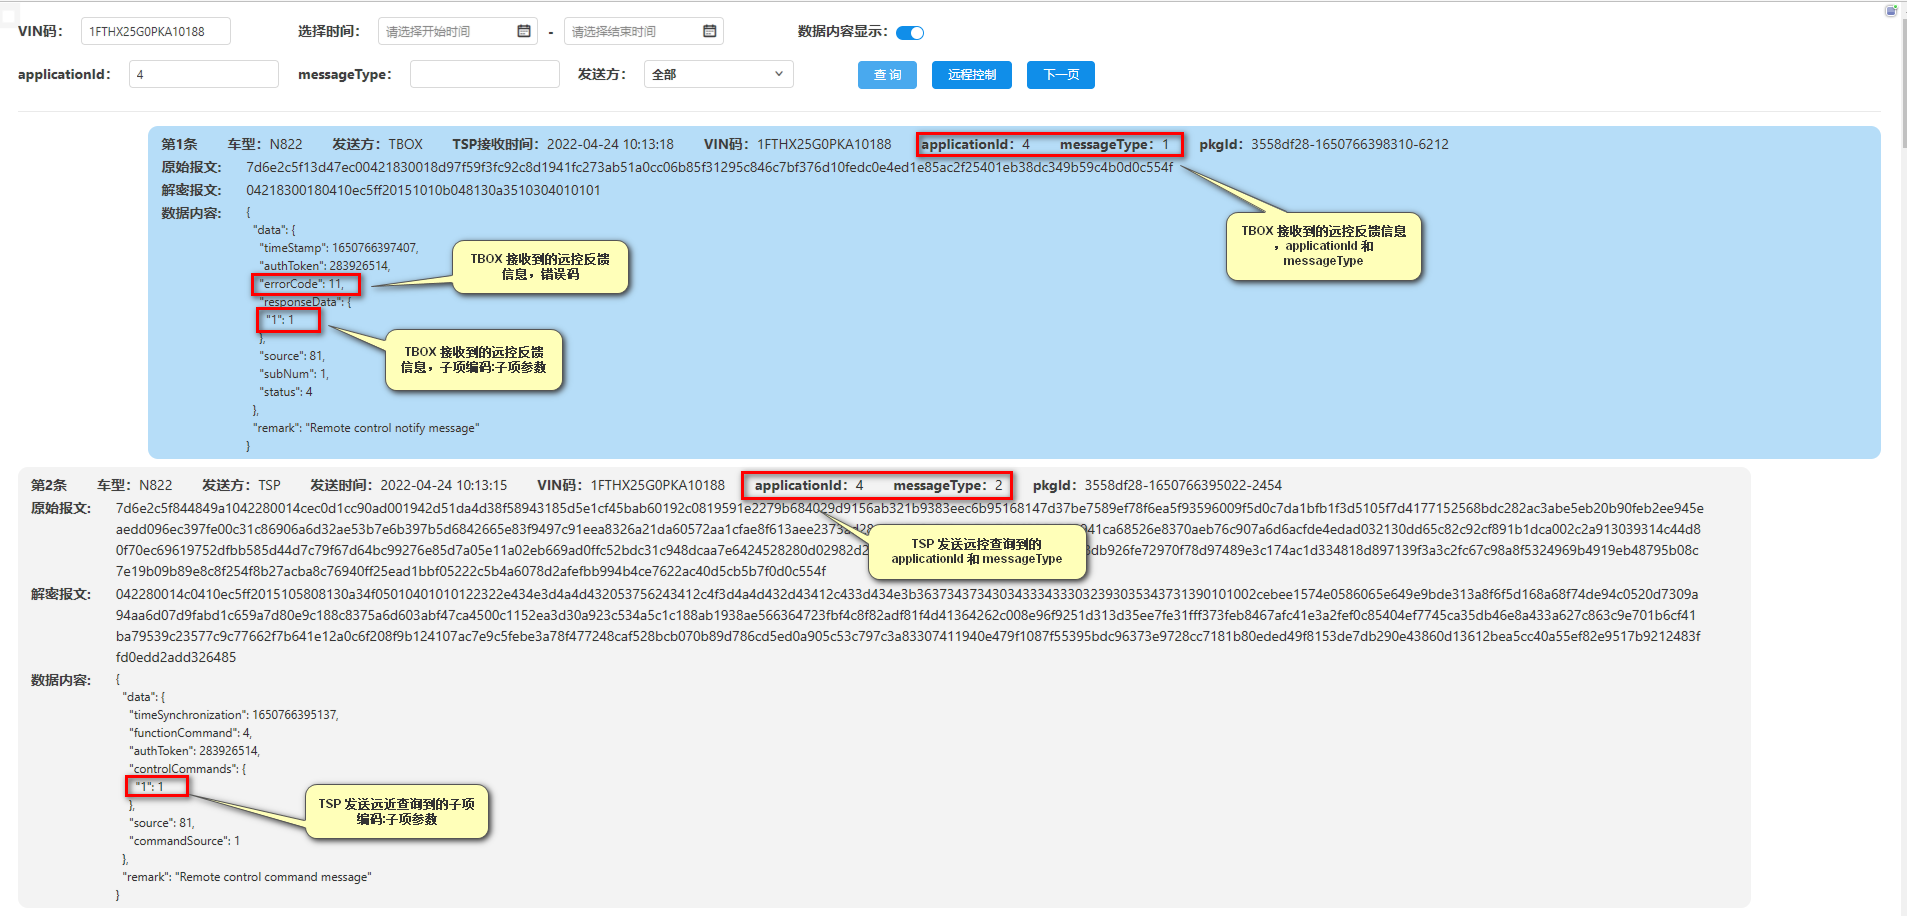 VIN码： 1FTHX25G0PKA10188 选择时间： 请选择开始时间 - 请选择结束时间 数据内容显示：
applicationId： 4 messageType： 发送方： 全部 查 询 远程控制 下一页
第1条 车型：N822 发送方：TBOX TSP接收时间：2022-04-24 10:13:18 VIN码：1FTHX25G0PKA10188 applicationId：4 messageType：1 pkgId：3558df28-1650766398310-6212
原始报文: 7d6e2c5f13d47ec00421830018d97f59f3fc92c8d1941fc273ab51a0cc06b85f31295c846c7bf376d10fedc0e4ed1e85ac2f25401eb38dc349b59c4b0d0c554f
解密报文: 04218300180410ec5ff20151010b048130a3510304010101
数据内容: {
"data": {
"timeStamp": 1650766397407,
"authToken": 283926514,
"errorCode": 11,
"responseData": {
"1": 1
},
"source": 81,
"subNum": 1,
"status": 4
},
"remark": "Remote control notify message"
}
TBOX 接收到的远控反馈信息
，applicationId 和
messageType
TBOX 接收到的远控反馈
信息，错误码
TBOX 接收到的远控反馈
信息，子项编码:子项参数
第2条 车型：N822 发送方：TSP 发送时间：2022-04-24 10:13:15 VIN码：1FTHX25G0PKA10188 applicationId：4 messageType：2 pkgId：3558df28-1650766395022-2454
原始报文: 7d6e2c5f844849a1042280014cec0d1cc90ad001942d51da4d38f58943185d5e1cf45bab60192c0819591e2279b684029d9156ab321b9383eec6b95168147d37be7589ef78f6ea5f93596009f5d0c7da1bfb1f3d5105f7d4177152568bdc282ac3abe5eb20b90feb2ee945e
aedd096ec397fe00c31c86906a6d32ae53b7e6b397b5d6842665e83f9497c91eea8326a21da60572aa1cfae8f613aee2373ad28 941ca68526e8370aeb76c907a6d6acfde4edad032130dd65c82c92cf891b1dca002c2a913039314c44d8
0f70ec69619752dfbb585d44d7c79f67d64bc99276e85d7a05e11a02eb669ad0ffc52bdc31c948dcaa7e6424528280d02982d2 8db926fe72970f78d97489e3c174ac1d334818d897139f3a3c2fc67c98a8f5324969b4919eb48795b08c
7e19b09b89e8c8f254f8b27acba8c76940ff25ead1bbf05222c5b4a6078d2afefbb994b4ce7622ac40d5cb5b7f0d0c554f
TSP 发送远控查询到的
applicationId 和 messageType
解密报文: 042280014c0410ec5ff2015105808130a34f05010401010122322e434e3d4a4d432053756243412c4f3d4a4d432d43412c433d434e3b36373437343034333433330323930353437313901010​02cebee1574e0586065e649e9bde313a8f6f5d168a68f74de94c0520d7309a
94aa6d07d9fabd1c659a7d80e9c188c8375a6d603abf47ca4500c1152ea3d30a923c534a5c1c188ab1938ae566364723fbf4c8f82adf81f4d41364262c008e96f9251d313d35ee7fe31fff373feb8467afc41e3a2fef0c85404ef7745ca35db46e8a433a627c863c9e701b6cf41
ba79539c23577c9c77662f7b641e12a0c6f208f9b124107ac7e9c5febe3a78f477248caf528bcb070b89d786cd5ed0a905c53c797c3a83307411940e479f1087f55395bdc96373e9728cc7181b80eded49f8153de7db290e43860d13612bea5cc40a55ef82e9517b9212483f
fd0edd2add326485
数据内容: {
"data": {
"timeSynchronization": 1650766395137,
"functionCommand": 4,
"authToken": 283926514,
"controlCommands": {
"1": 1
},
"source": 81,
"commandSource": 1
},
"remark": "Remote control command message"
}
TSP 发送远近查询到的子项
编码:子项参数